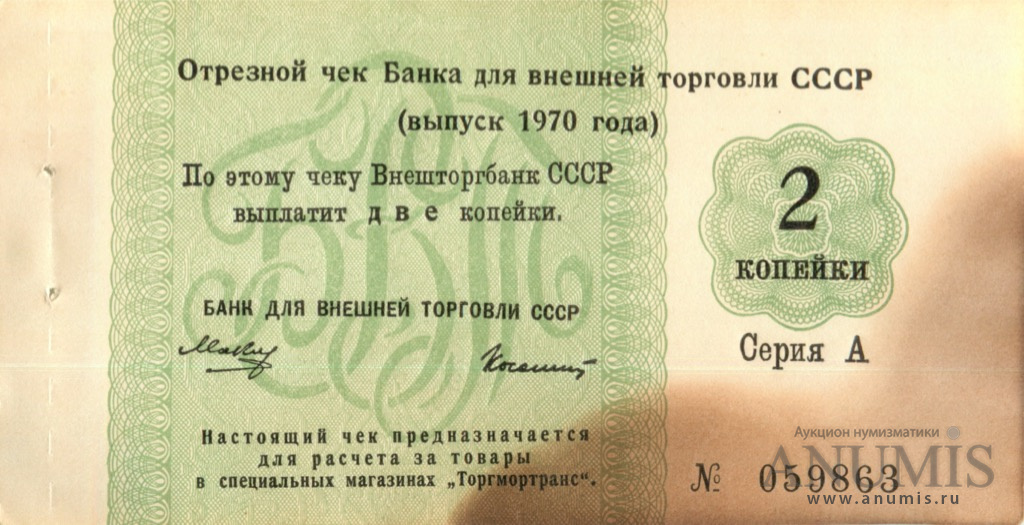 Отрезной чек Банка для внешней торговли СССР
(выпуск 1970 года)
По этому чеку Внешторгбанк СССР
выплатит две копейки.
2
КОПЕЙКИ
БАНК ДЛЯ ВНЕШНЕЙ ТОРГОВЛИ СССР
Серия А
Настоящий чек предназначается
для расчета за товары
в специальных магазинах „Торгмортранс“.
№ 059863
Аукцион нумизматики
ANUMIS
www.anumis.ru